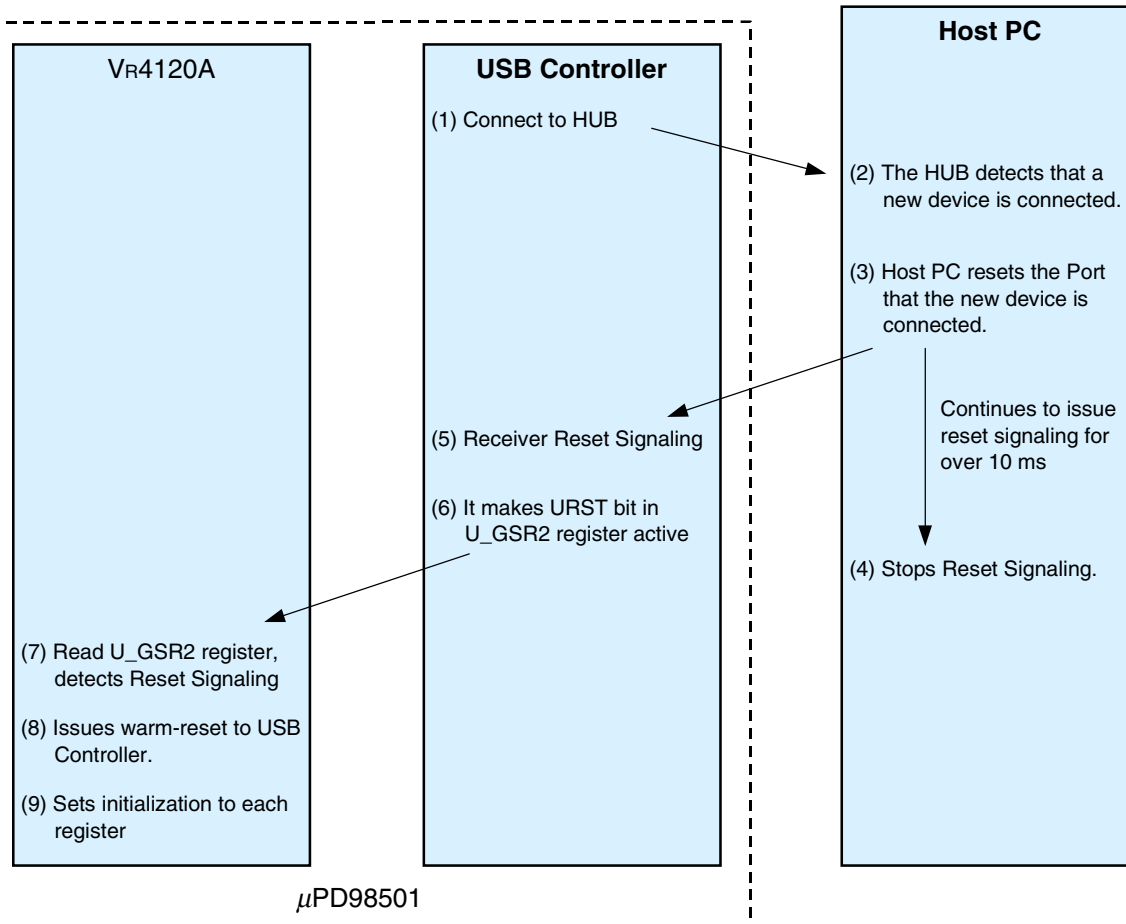 VR4120A
(7) Read U_GSR2 register,
detects Reset Signaling
(8) Issues warm-reset to USB
Controller.
(9) Sets initialization to each
register
USB Controller
(1) Connect to HUB
(5) Receiver Reset Signaling
(6) It makes URST bit in
U_GSR2 register active
µPD98501
Host PC
(2) The HUB detects that a
new device is connected.
(3) Host PC resets the Port
that the new device is
connected.
Continues to issue
reset signaling for
over 10 ms
(4) Stops Reset Signaling.